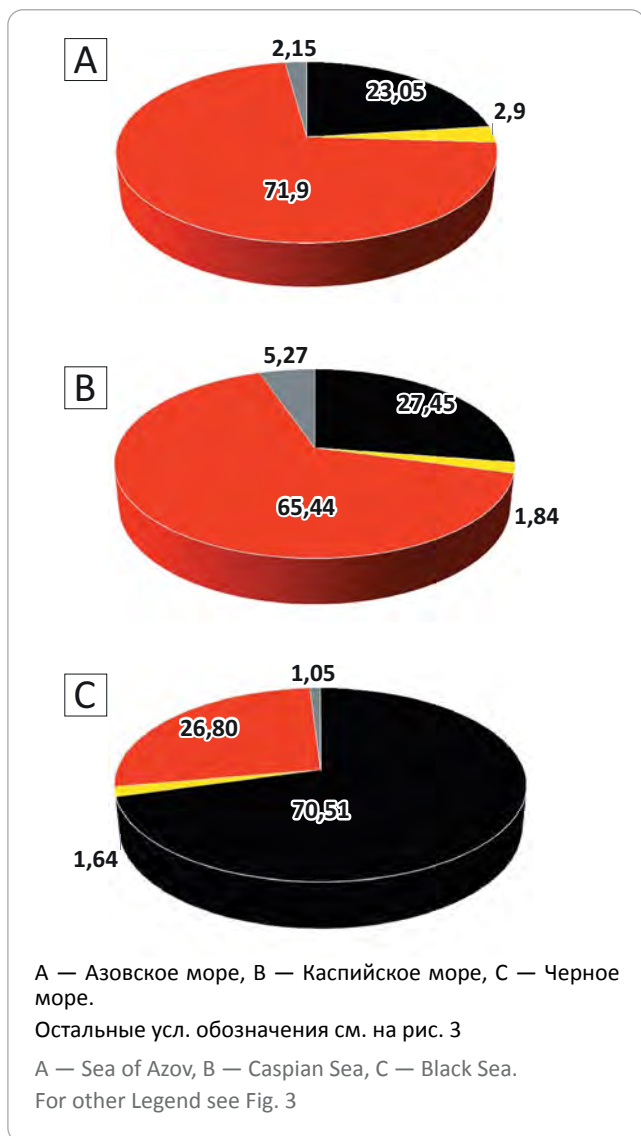 A
2,15
23,05
2,9
71,9
B
5,27
27,45
65,44
1,84
C
1,05
26,80
70,51
1,64
А — Азовское море, В — Каспийское море, С — Черное
море.
Остальные усл. обозначения см. на рис. 3
A — Sea of Azov, B — Caspian Sea, C — Black Sea.
For other Legend see Fig. 3